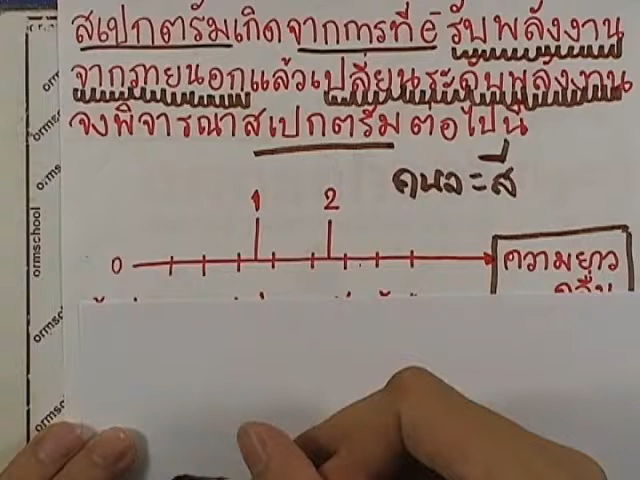 สเปกตรัมเกิดจากการที่ e⁻ รับพลังงาน
จากภายนอกแล้วเปลี่ยนระดับพลังงาน
จงพิจารณาสเปกตรัมต่อไปนี้
คนละสี
1 2
0 ความยาว
คลื่น
ormschool